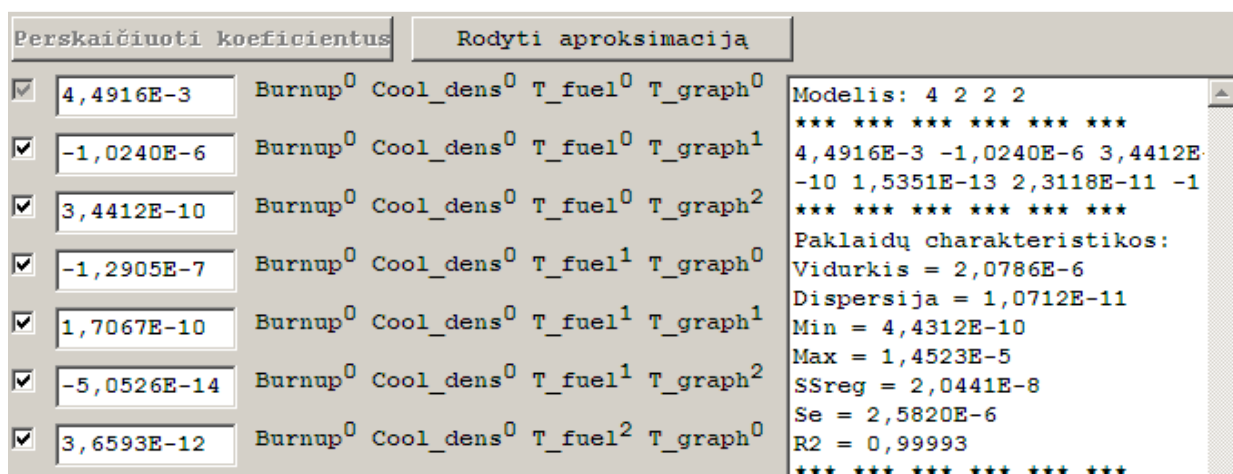 Perskaičiuoti koeficientus Rodyti aproksimaciją
4,4916E-3 Burnup⁰ Cool_dens⁰ T_fuel⁰ T_graph⁰
-1,0240E-6 Burnup⁰ Cool_dens⁰ T_fuel⁰ T_graph¹
3,4412E-10 Burnup⁰ Cool_dens⁰ T_fuel⁰ T_graph²
-1,2905E-7 Burnup⁰ Cool_dens⁰ T_fuel¹ T_graph⁰
1,7067E-10 Burnup⁰ Cool_dens⁰ T_fuel¹ T_graph¹
-5,0526E-14 Burnup⁰ Cool_dens⁰ T_fuel¹ T_graph²
3,6593E-12 Burnup⁰ Cool_dens⁰ T_fuel² T_graph⁰
Modelis: 4 2 2 2
*** *** *** *** *** ***
4,4916E-3 -1,0240E-6 3,4412E-
-10 1,5351E-13 2,3118E-11 -1
*** *** *** *** *** ***
Paklaidų charakteristikos:
Vidurkis = 2,0786E-6
Dispersija = 1,0712E-11
Min = 4,4312E-10
Max = 1,4523E-5
SSreg = 2,0441E-8
Se = 2,5820E-6
R2 = 0,99993
*** *** *** *** *** ***